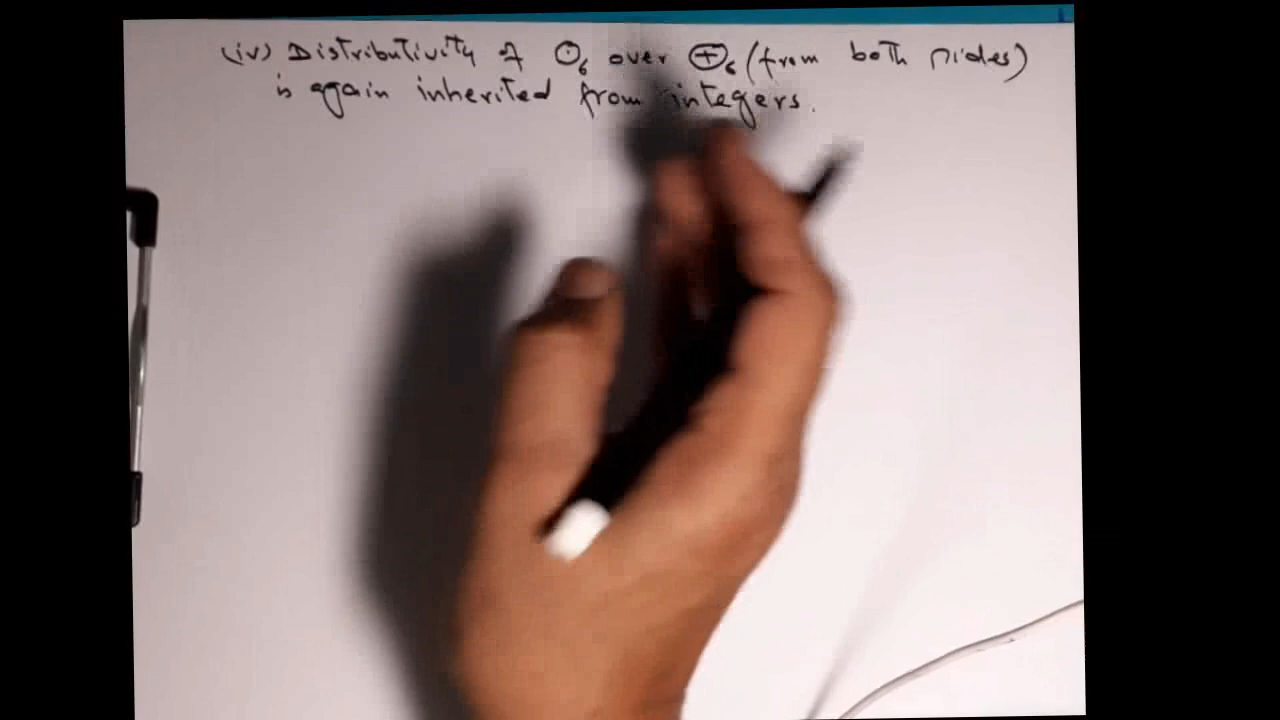 (iv) Distributivity of ⊙₆ over ⊕₆ (from both sides)
is again inherited from integers.